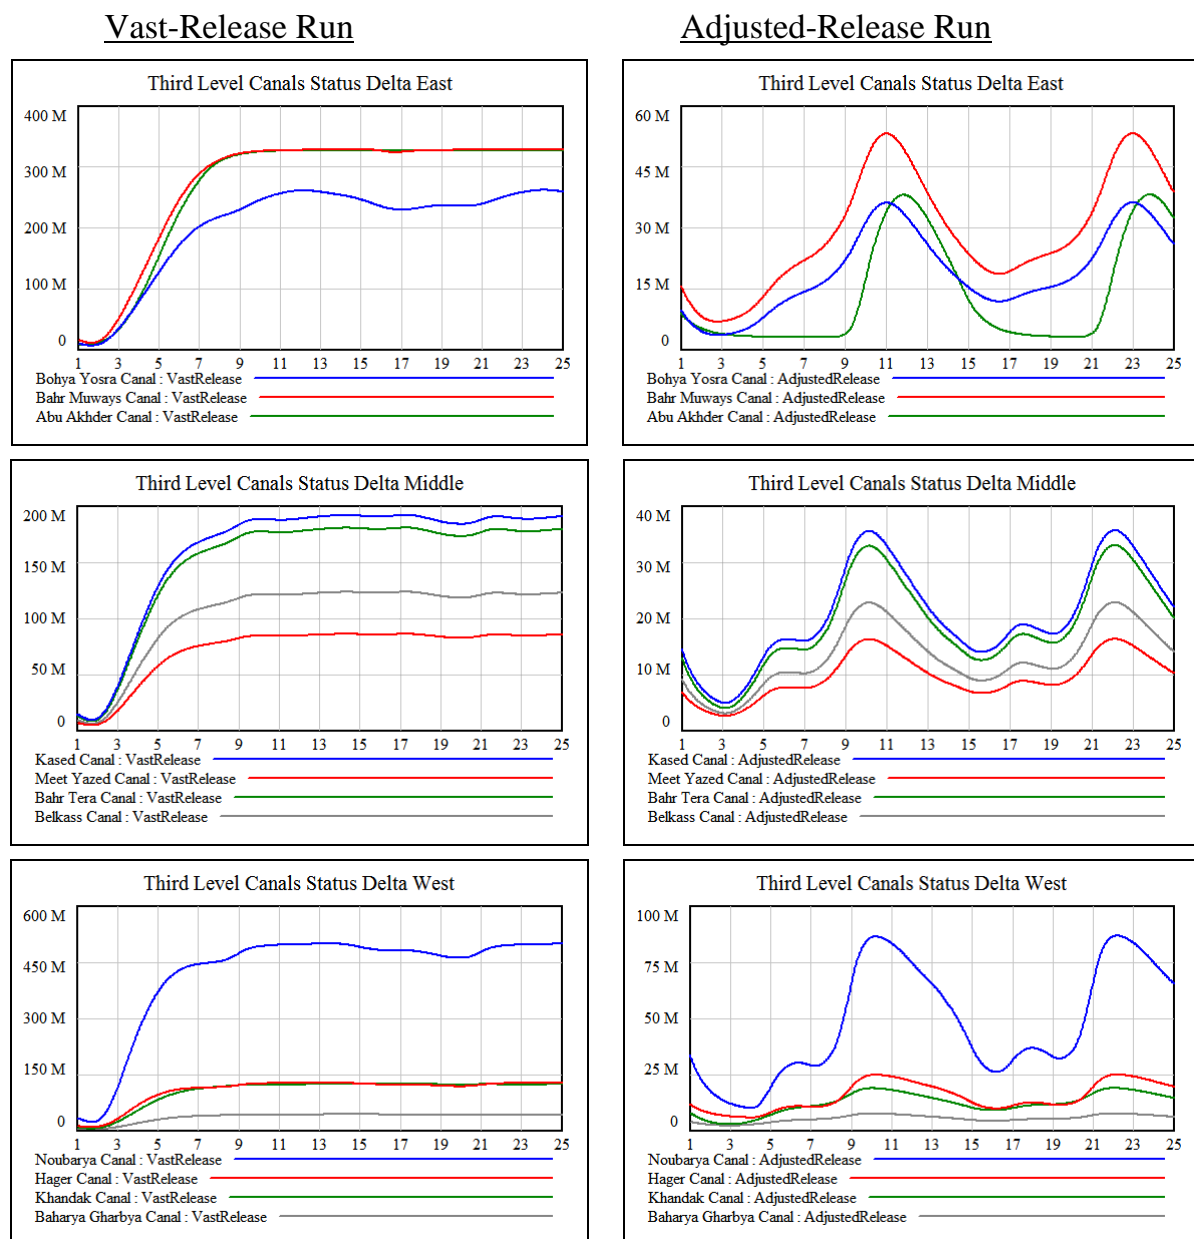 Vast-Release Run
Adjusted-Release Run
Third Level Canals Status Delta East
400 M
300 M
200 M
100 M
0
1 3 5 7 9 11 13 15 17 19 21 23 25
Bohya Yosra Canal : VastRelease
Bahr Muways Canal : VastRelease
Abu Akhder Canal : VastRelease
Third Level Canals Status Delta East
60 M
45 M
30 M
15 M
0
1 3 5 7 9 11 13 15 17 19 21 23 25
Bohya Yosra Canal : AdjustedRelease
Bahr Muways Canal : AdjustedRelease
Abu Akhder Canal : AdjustedRelease
Third Level Canals Status Delta Middle
200 M
150 M
100 M
50 M
0
1 3 5 7 9 11 13 15 17 19 21 23 25
Kased Canal : VastRelease
Meet Yazed Canal : VastRelease
Bahr Tera Canal : VastRelease
Belkass Canal : VastRelease
Third Level Canals Status Delta Middle
40 M
30 M
20 M
10 M
0
1 3 5 7 9 11 13 15 17 19 21 23 25
Kased Canal : AdjustedRelease
Meet Yazed Canal : AdjustedRelease
Bahr Tera Canal : AdjustedRelease
Belkass Canal : AdjustedRelease
Third Level Canals Status Delta West
600 M
450 M
300 M
150 M
0
1 3 5 7 9 11 13 15 17 19 21 23 25
Noubarya Canal : VastRelease
Hager Canal : VastRelease
Khandak Canal : VastRelease
Baharya Gharbya Canal : VastRelease
Third Level Canals Status Delta West
100 M
75 M
50 M
25 M
0
1 3 5 7 9 11 13 15 17 19 21 23 25
Noubarya Canal : AdjustedRelease
Hager Canal : AdjustedRelease
Khandak Canal : AdjustedRelease
Baharya Gharbya Canal : AdjustedRelease